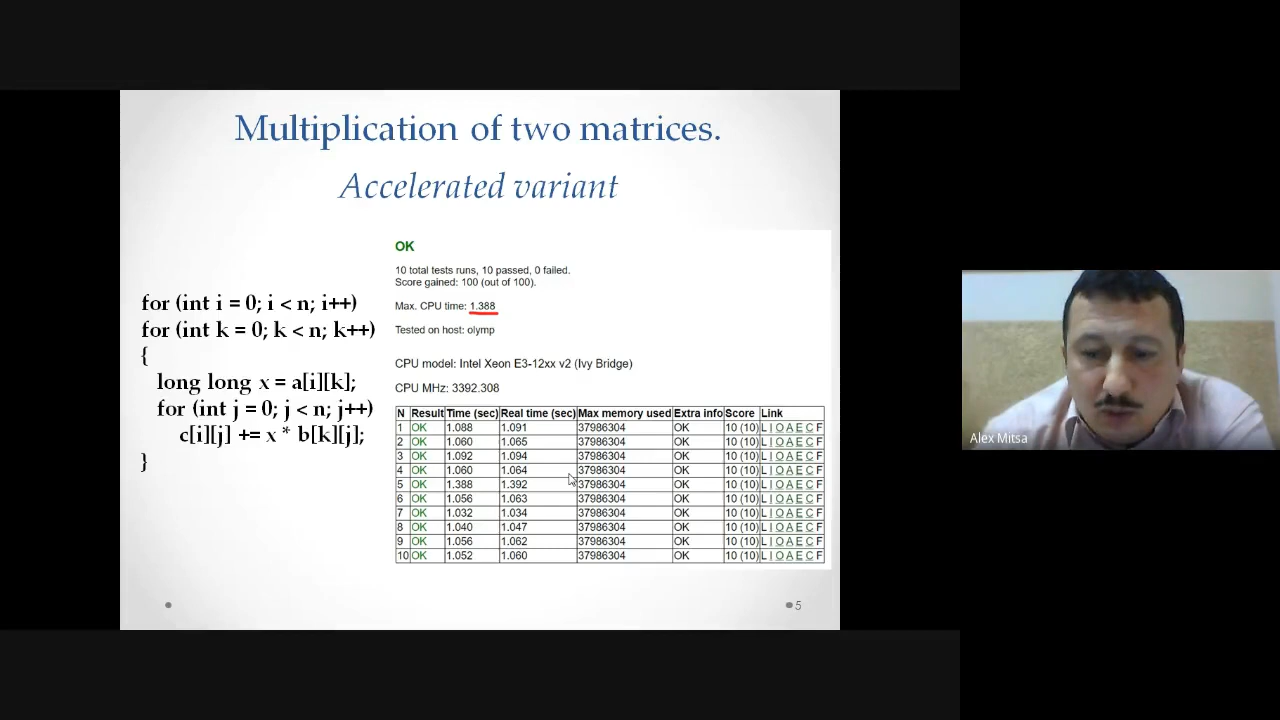 Multiplication of two matrices.
Accelerated variant
for (int i = 0; i < n; i++)
for (int k = 0; k < n; k++)
{
long long x = a[i][k];
for (int j = 0; j < n; j++)
c[i][j] += x * b[k][j];
}
OK
10 total tests runs, 10 passed, 0 failed.
Score gained: 100 (out of 100).
Max. CPU time: 1.388
Tested on host: olymp
CPU model: Intel Xeon E3-12xx v2 (Ivy Bridge)
CPU MHz: 3392.308
N Result Time (sec) Real time (sec) Max memory used Extra info Score Link
1 OK 1.088 1.091 37986304 OK 10 (10) L I O A E C F
2 OK 1.060 1.065 37986304 OK 10 (10) L I O A E C F
3 OK 1.092 1.094 37986304 OK 10 (10) L I O A E C F
4 OK 1.060 1.064 37986304 OK 10 (10) L I O A E C F
5 OK 1.388 1.392 37986304 OK 10 (10) L I O A E C F
6 OK 1.056 1.063 37986304 OK 10 (10) L I O A E C F
7 OK 1.032 1.034 37986304 OK 10 (10) L I O A E C F
8 OK 1.040 1.047 37986304 OK 10 (10) L I O A E C F
9 OK 1.056 1.062 37986304 OK 10 (10) L I O A E C F
10 OK 1.052 1.060 37986304 OK 10 (10) L I O A E C F
5
Alex Mitsa